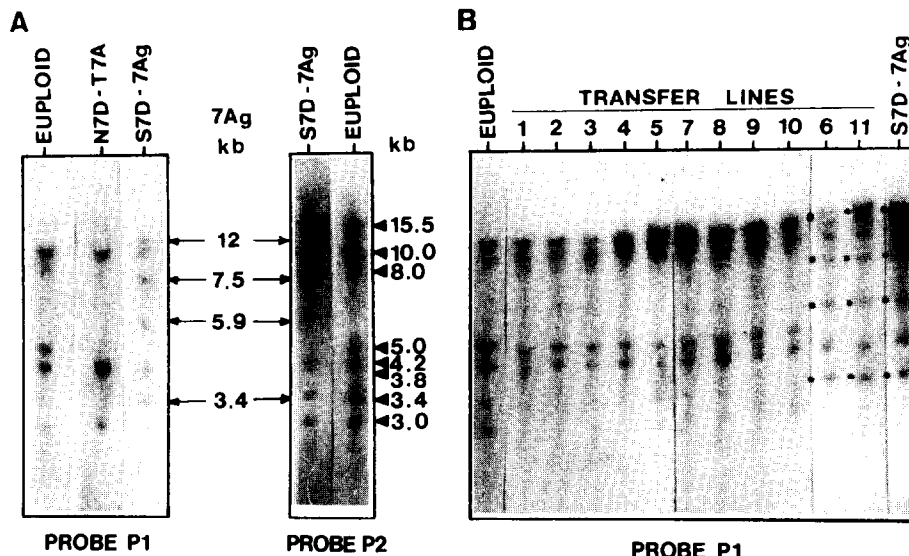 A
EUPLOID
N7D-T7A
S7D-7Ag
7Ag
kb
12
7.5
5.9
3.4
PROBE P1
S7D-7Ag
EUPLOID
kb
15.5
10.0
8.0
5.0
4.2
3.8
3.4
3.0
PROBE P2
B
EUPLOID
TRANSFER LINES
1 2 3 4 5 7 8 9 10 6 11
S7D-7Ag
PROBE P1